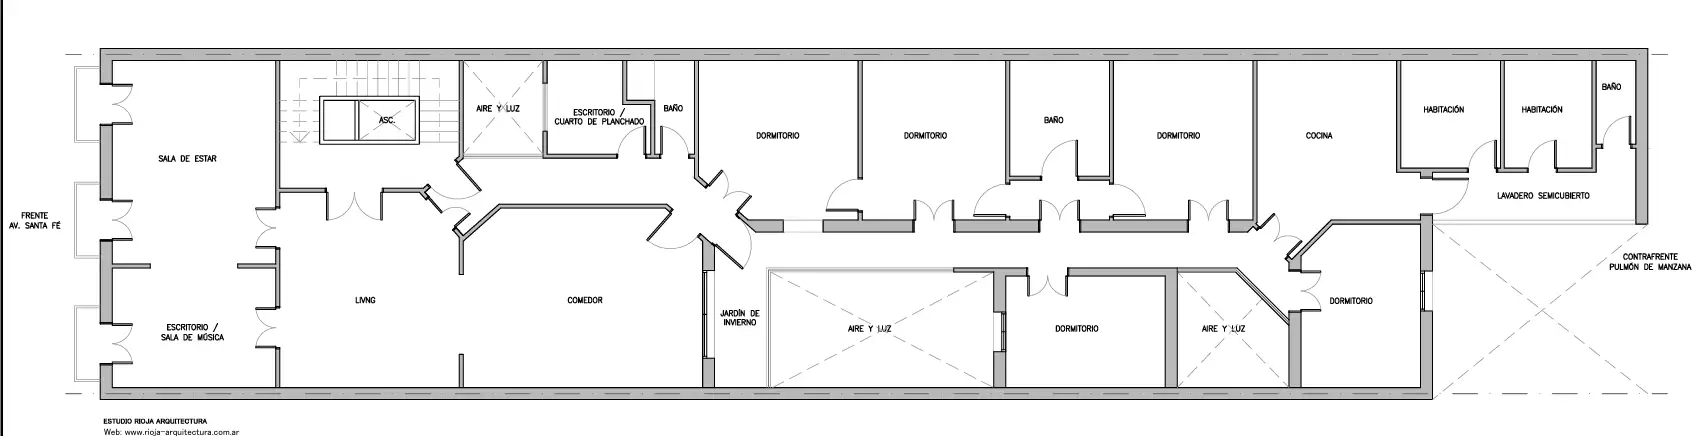 FRENTE
AV. SANTA FÉ
SALA DE ESTAR
ESCRITORIO /
SALA DE MÚSICA
ASC.
LIVNG
AIRE Y LUZ
ESCRITORIO /
CUARTO DE PLANCHADO
BAÑO
COMEDOR
DORMITORIO
JARDÍN DE
INVIERNO
AIRE Y LUZ
DORMITORIO
BAÑO
DORMITORIO
DORMITORIO
AIRE Y LUZ
COCINA
DORMITORIO
HABITACIÓN
HABITACIÓN
BAÑO
LAVADERO SEMICUBIERTO
CONTRAFRENTE
PULMÓN DE MANZANA
ESTUDIO RIOJA ARQUITECTURA
Web: www.rioja-arquitectura.com.ar